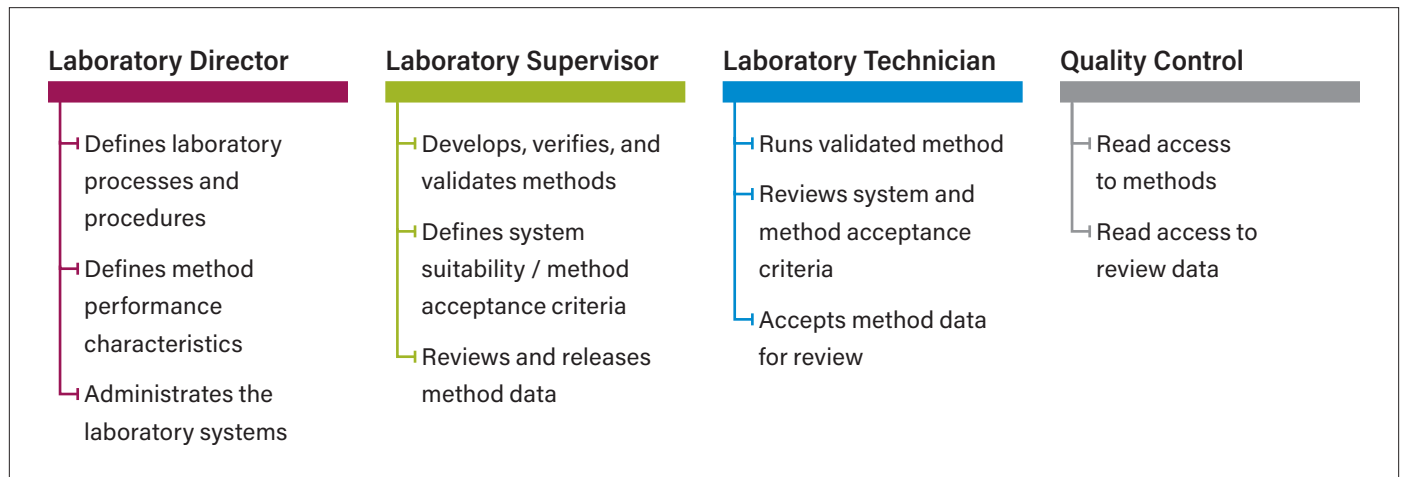 Laboratory Director
Defines laboratory
processes and
procedures
Defines method
performance
characteristics
Administrates the
laboratory systems
Laboratory Supervisor
Develops, verifies, and
validates methods
Defines system
suitability / method
acceptance criteria
Reviews and releases
method data
Laboratory Technician
Runs validated method
Reviews system and
method acceptance
criteria
Accepts method data
for review
Quality Control
Read access
to methods
Read access to
review data